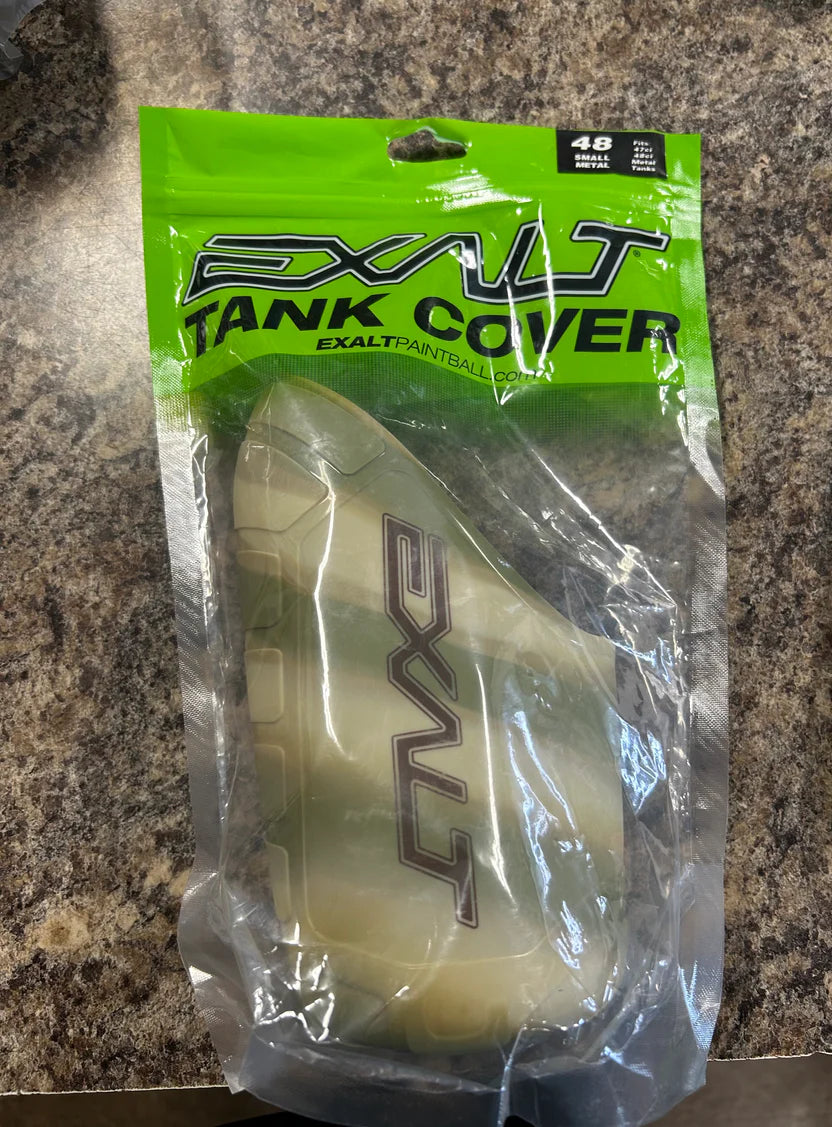 48
SMALL
METAL
Fits
47ci
48ci
Metal
Tanks
EXALT®
TANK COVER
EXALTPAINTBALL.com
EXALT